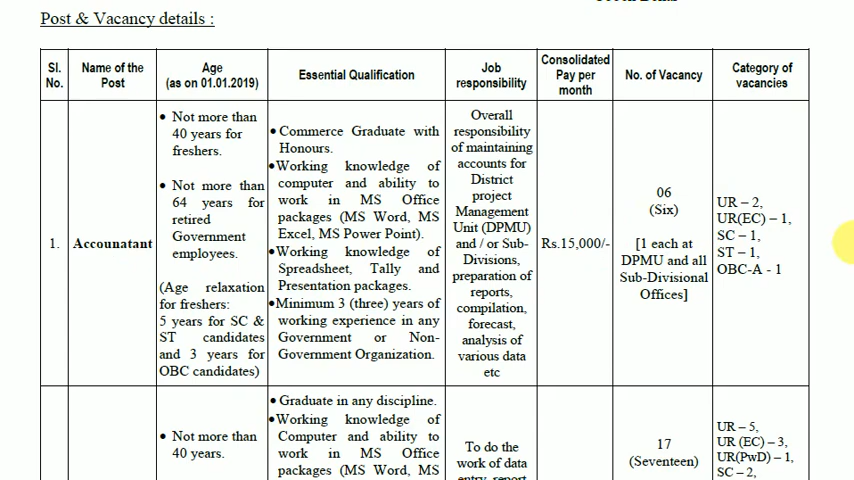 Post & Vacancy details :
Sl. No.
Name of the Post
Age (as on 01.01.2019)
Essential Qualification
Job responsibility
Consolidated Pay per month
No. of Vacancy
Category of vacancies
1.
Accounatant
• Not more than
40 years for
freshers.
• Not more than
64 years for
retired
Government
employees.
(Age relaxation
for freshers:
5 years for SC &
ST candidates
and 3 years for
OBC candidates)
• Commerce Graduate with
Honours.
• Working knowledge of
computer and ability to
work in MS Office
packages (MS Word, MS
Excel, MS Power Point).
• Working knowledge of
Spreadsheet, Tally and
Presentation packages.
• Minimum 3 (three) years of
working experience in any
Government or Non-
Government Organization.
Overall
responsibility
of maintaining
accounts for
District
project
Management
Unit (DPMU)
and / or Sub-
Divisions,
preparation of
reports,
compilation,
forecast,
analysis of
various data
etc
Rs.15,000/-
06
(Six)
[1 each at
DPMU and all
Sub-Divisional
Offices]
UR – 2,
UR(EC) – 1,
SC – 1,
ST – 1,
OBC-A - 1
• Not more than
40 years.
• Graduate in any discipline.
• Working knowledge of
Computer and ability to
work in MS Office
packages (MS Word, MS
To do the
work of data
entry, report
17
(Seventeen)
UR – 5,
UR (EC) – 3,
UR(PwD) – 1,
SC – 2,